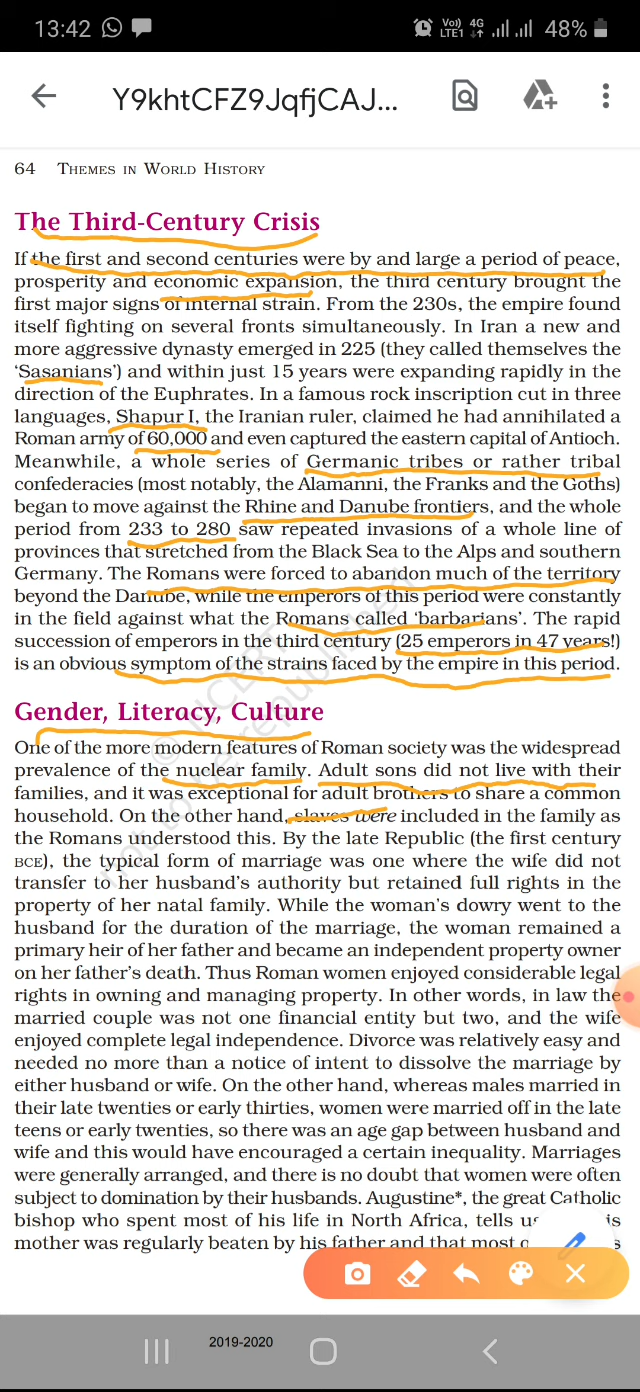 13:42
Vo)) 4G
LTE1 48%
Y9khtCFZ9JqfjCAJ...
64 THEMES IN WORLD HISTORY
The Third-Century Crisis
If the first and second centuries were by and large a period of peace,
prosperity and economic expansion, the third century brought the
first major signs of internal strain. From the 230s, the empire found
itself fighting on several fronts simultaneously. In Iran a new and
more aggressive dynasty emerged in 225 (they called themselves the
‘Sasanians’) and within just 15 years were expanding rapidly in the
direction of the Euphrates. In a famous rock inscription cut in three
languages, Shapur I, the Iranian ruler, claimed he had annihilated a
Roman army of 60,000 and even captured the eastern capital of Antioch.
Meanwhile, a whole series of Germanic tribes or rather tribal
confederacies (most notably, the Alamanni, the Franks and the Goths)
began to move against the Rhine and Danube frontiers, and the whole
period from 233 to 280 saw repeated invasions of a whole line of
provinces that stretched from the Black Sea to the Alps and southern
Germany. The Romans were forced to abandon much of the territory
beyond the Danube, while the emperors of this period were constantly
in the field against what the Romans called ‘barbarians’. The rapid
succession of emperors in the third century (25 emperors in 47 years!)
is an obvious symptom of the strains faced by the empire in this period.
Gender, Literacy, Culture
One of the more modern features of Roman society was the widespread
prevalence of the nuclear family. Adult sons did not live with their
families, and it was exceptional for adult brothers to share a common
household. On the other hand, slaves were included in the family as
the Romans understood this. By the late Republic (the first century
BCE), the typical form of marriage was one where the wife did not
transfer to her husband’s authority but retained full rights in the
property of her natal family. While the woman’s dowry went to the
husband for the duration of the marriage, the woman remained a
primary heir of her father and became an independent property owner
on her father’s death. Thus Roman women enjoyed considerable legal
rights in owning and managing property. In other words, in law the
married couple was not one financial entity but two, and the wife
enjoyed complete legal independence. Divorce was relatively easy and
needed no more than a notice of intent to dissolve the marriage by
either husband or wife. On the other hand, whereas males married in
their late twenties or early thirties, women were married off in the late
teens or early twenties, so there was an age gap between husband and
wife and this would have encouraged a certain inequality. Marriages
were generally arranged, and there is no doubt that women were often
subject to domination by their husbands. Augustine*, the great Catholic
bishop who spent most of his life in North Africa, tells
mother was regularly beaten by his father and that most
© NCERT
not to be republished
2019-2020